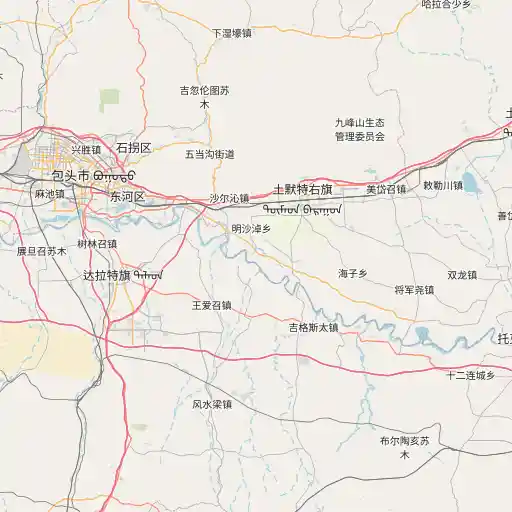 哈拉合少乡
下湿壕镇
吉忽伦图苏
木
九峰山生态
管理委员会
土
兴胜镇
石拐区
五当沟街道
包头市
麻池镇
东河区
沙尔沁镇
土默特右旗
美岱召镇
敕勒川镇
善岱
明沙淖乡
树林召镇
展旦召苏木
达拉特旗
海子乡
双龙镇
将军尧镇
王爱召镇
吉格斯太镇
托克
十二连城乡
风水梁镇
布尔陶亥苏
木